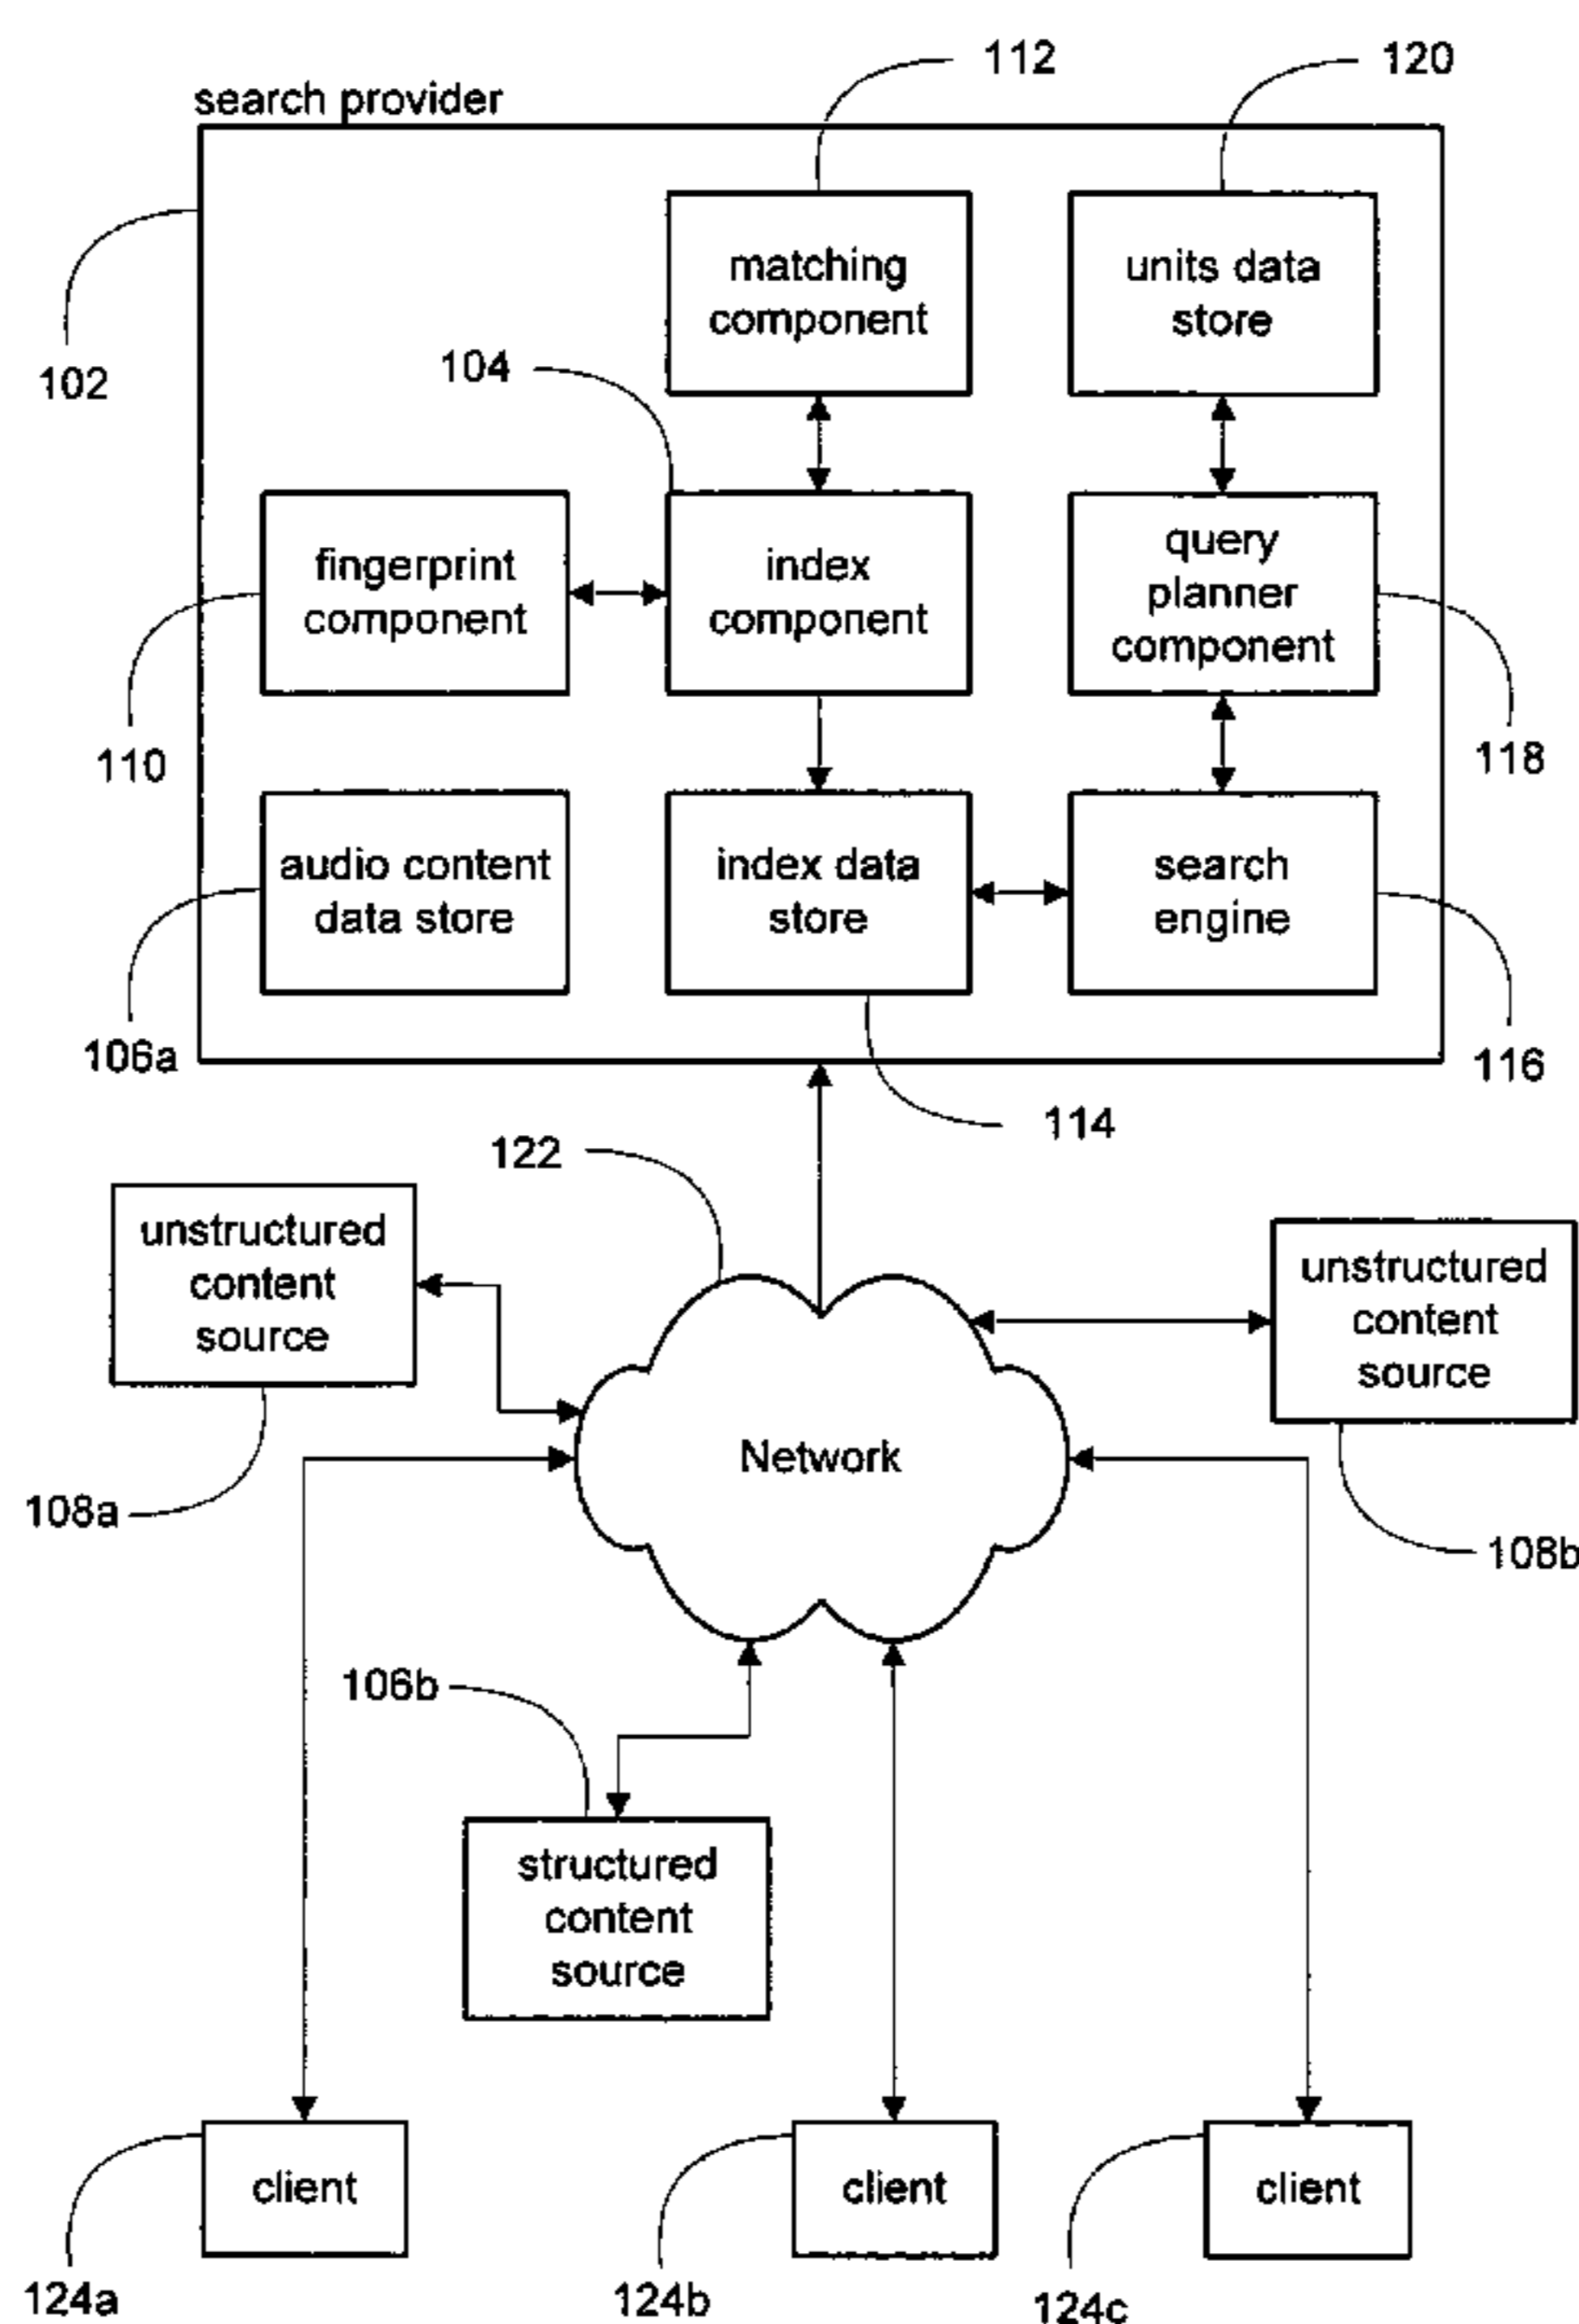 112
120
search provider
matching
component
units data
store
102
104
fingerprint
component
index
component
query
planner
component
110
118
audio content
data store
index data
store
search
engine
106a
116
114
122
unstructured
content
source
unstructured
content
source
Network
108a
108b
106b
structured
content
source
client
client
client
124a
124b
124c